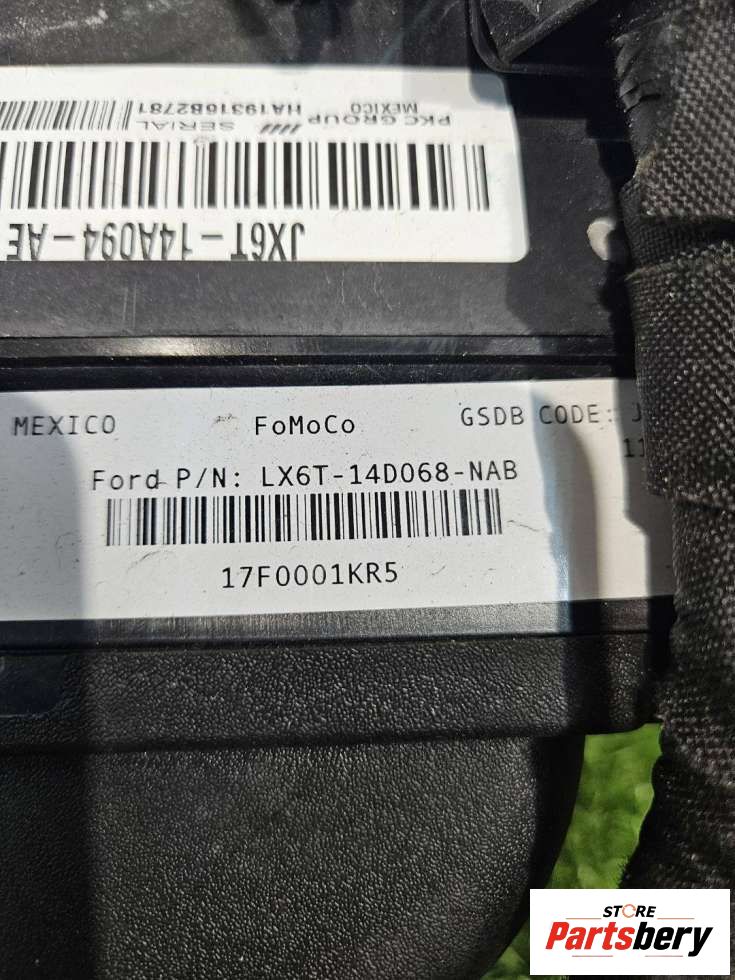 PKC GROUP
MEXICO
SERIAL
HA19316B2781
JX6T-14A094-AE
MEXICO FoMoCo GSDB CODE: J
11
Ford P/N: LX6T-14D068-NAB
17F0001KR5
STORE
Partsbery